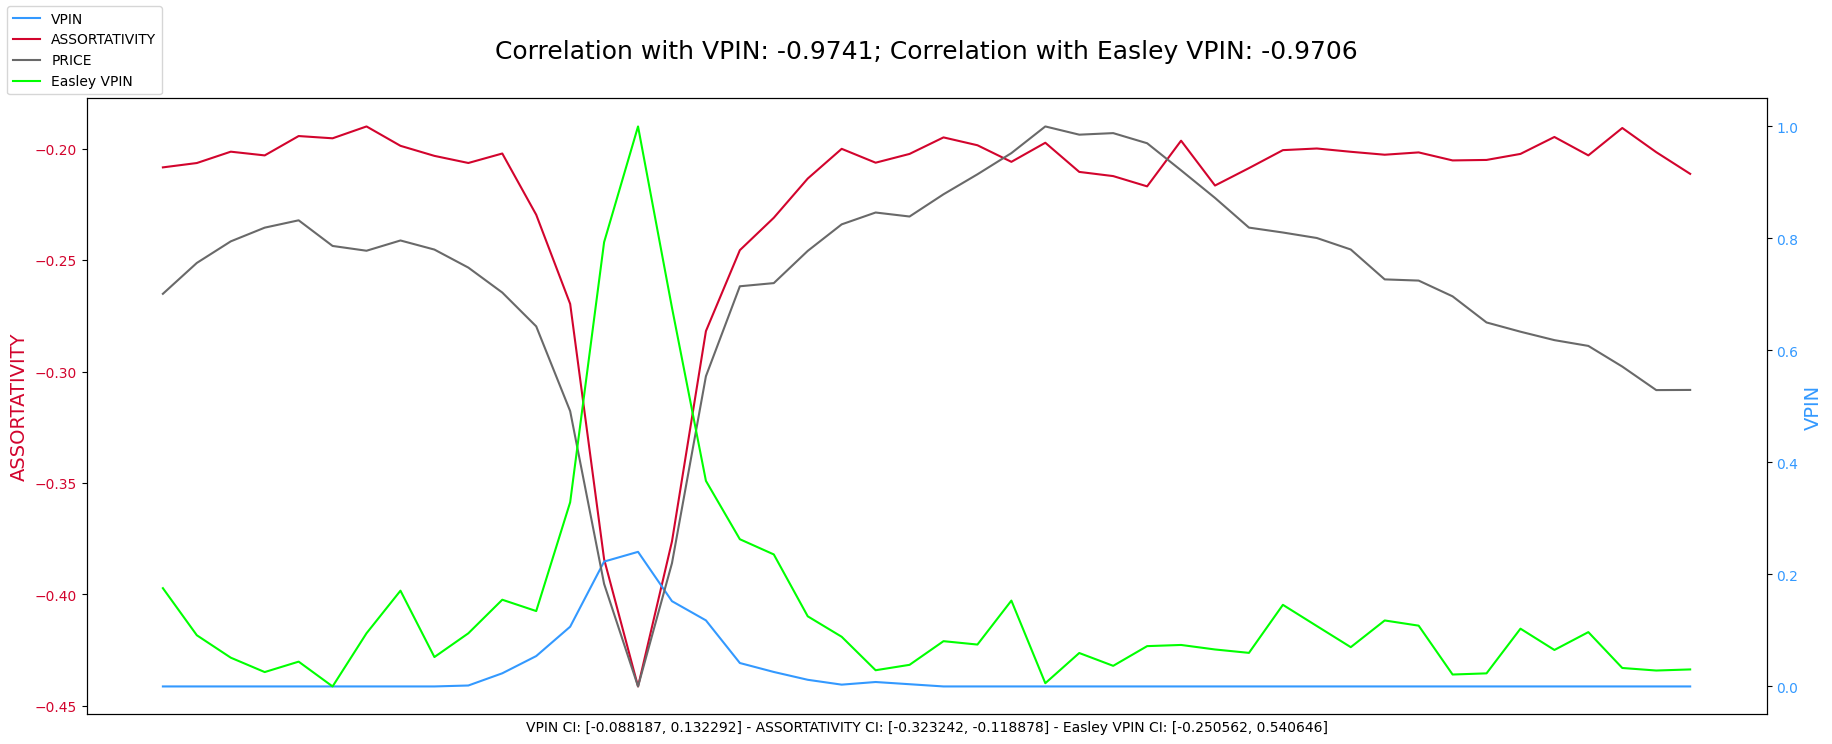 VPIN
ASSORTATIVITY
PRICE
Easley VPIN
Correlation with VPIN: -0.9741; Correlation with Easley VPIN: -0.9706
ASSORTATIVITY
−0.20
−0.25
−0.30
−0.35
−0.40
−0.45
1.0
0.8
0.6
0.4
0.2
0.0
VPIN
VPIN CI: [-0.088187, 0.132292] - ASSORTATIVITY CI: [-0.323242, -0.118878] - Easley VPIN CI: [-0.250562, 0.540646]